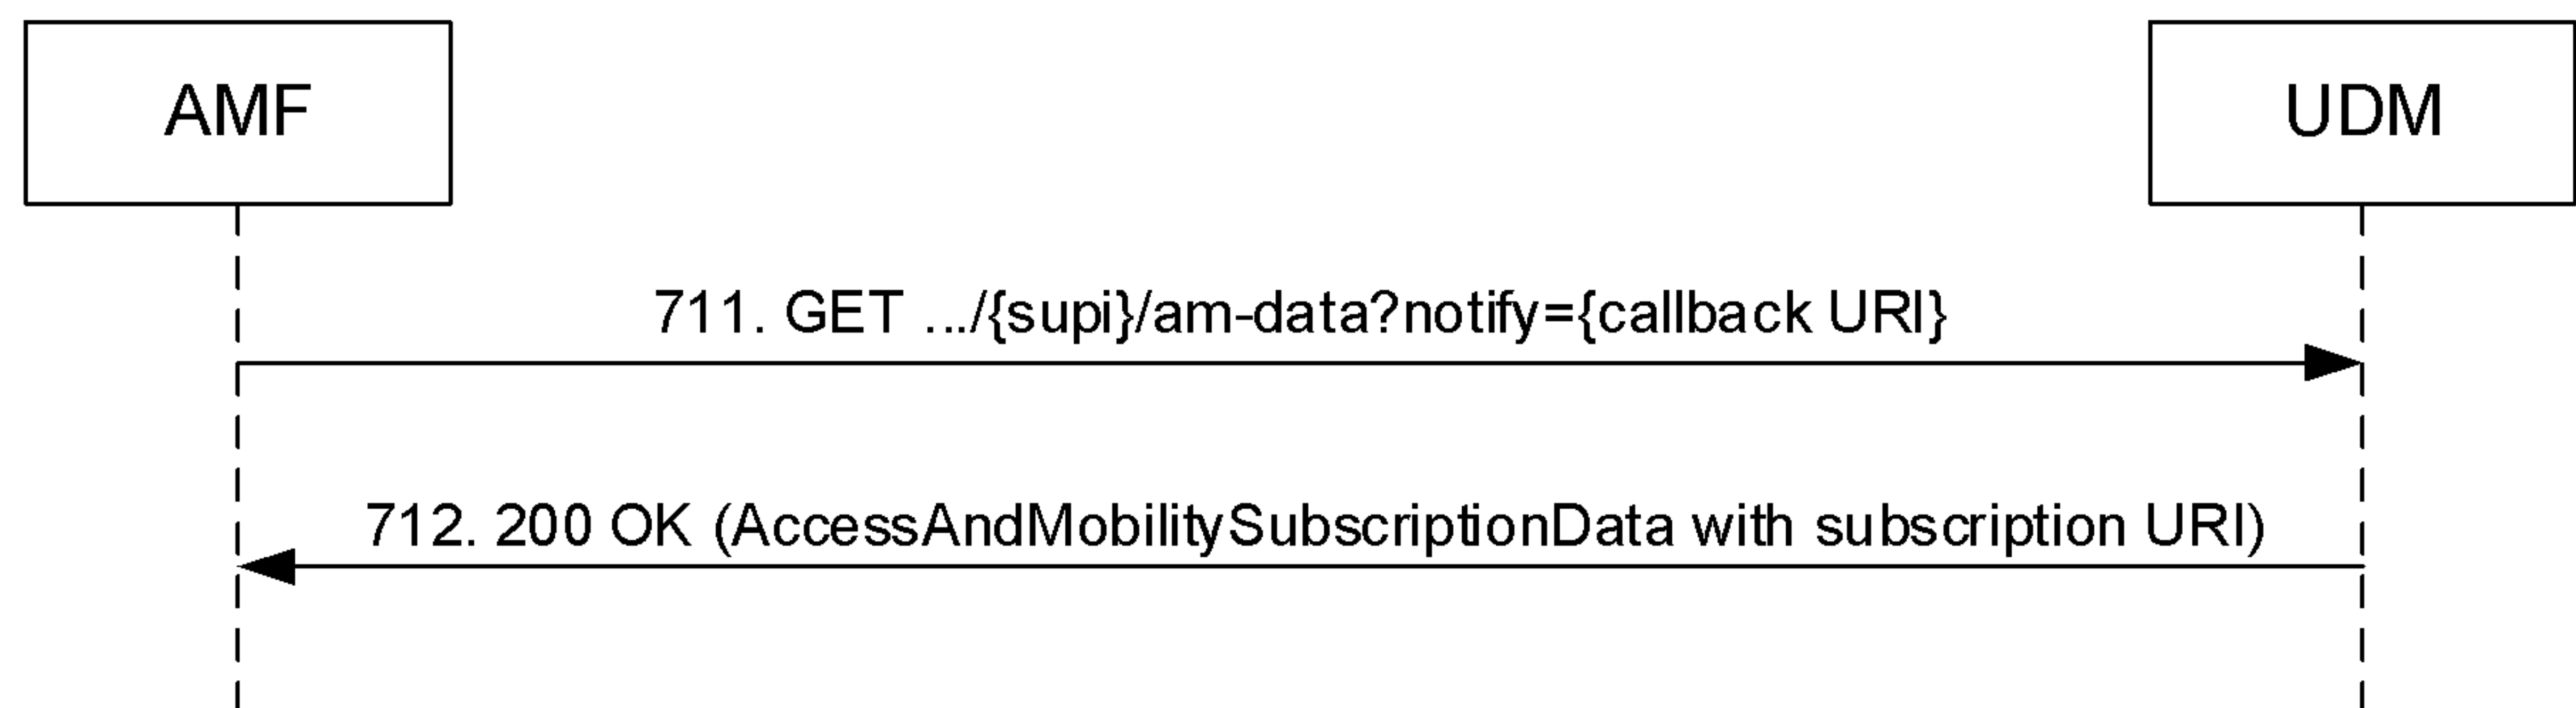 AMF
UDM
711. GET .../{supi}/am-data?notify={callback URI}
712. 200 OK (AccessAndMobilitySubscriptionData with subscription URI)